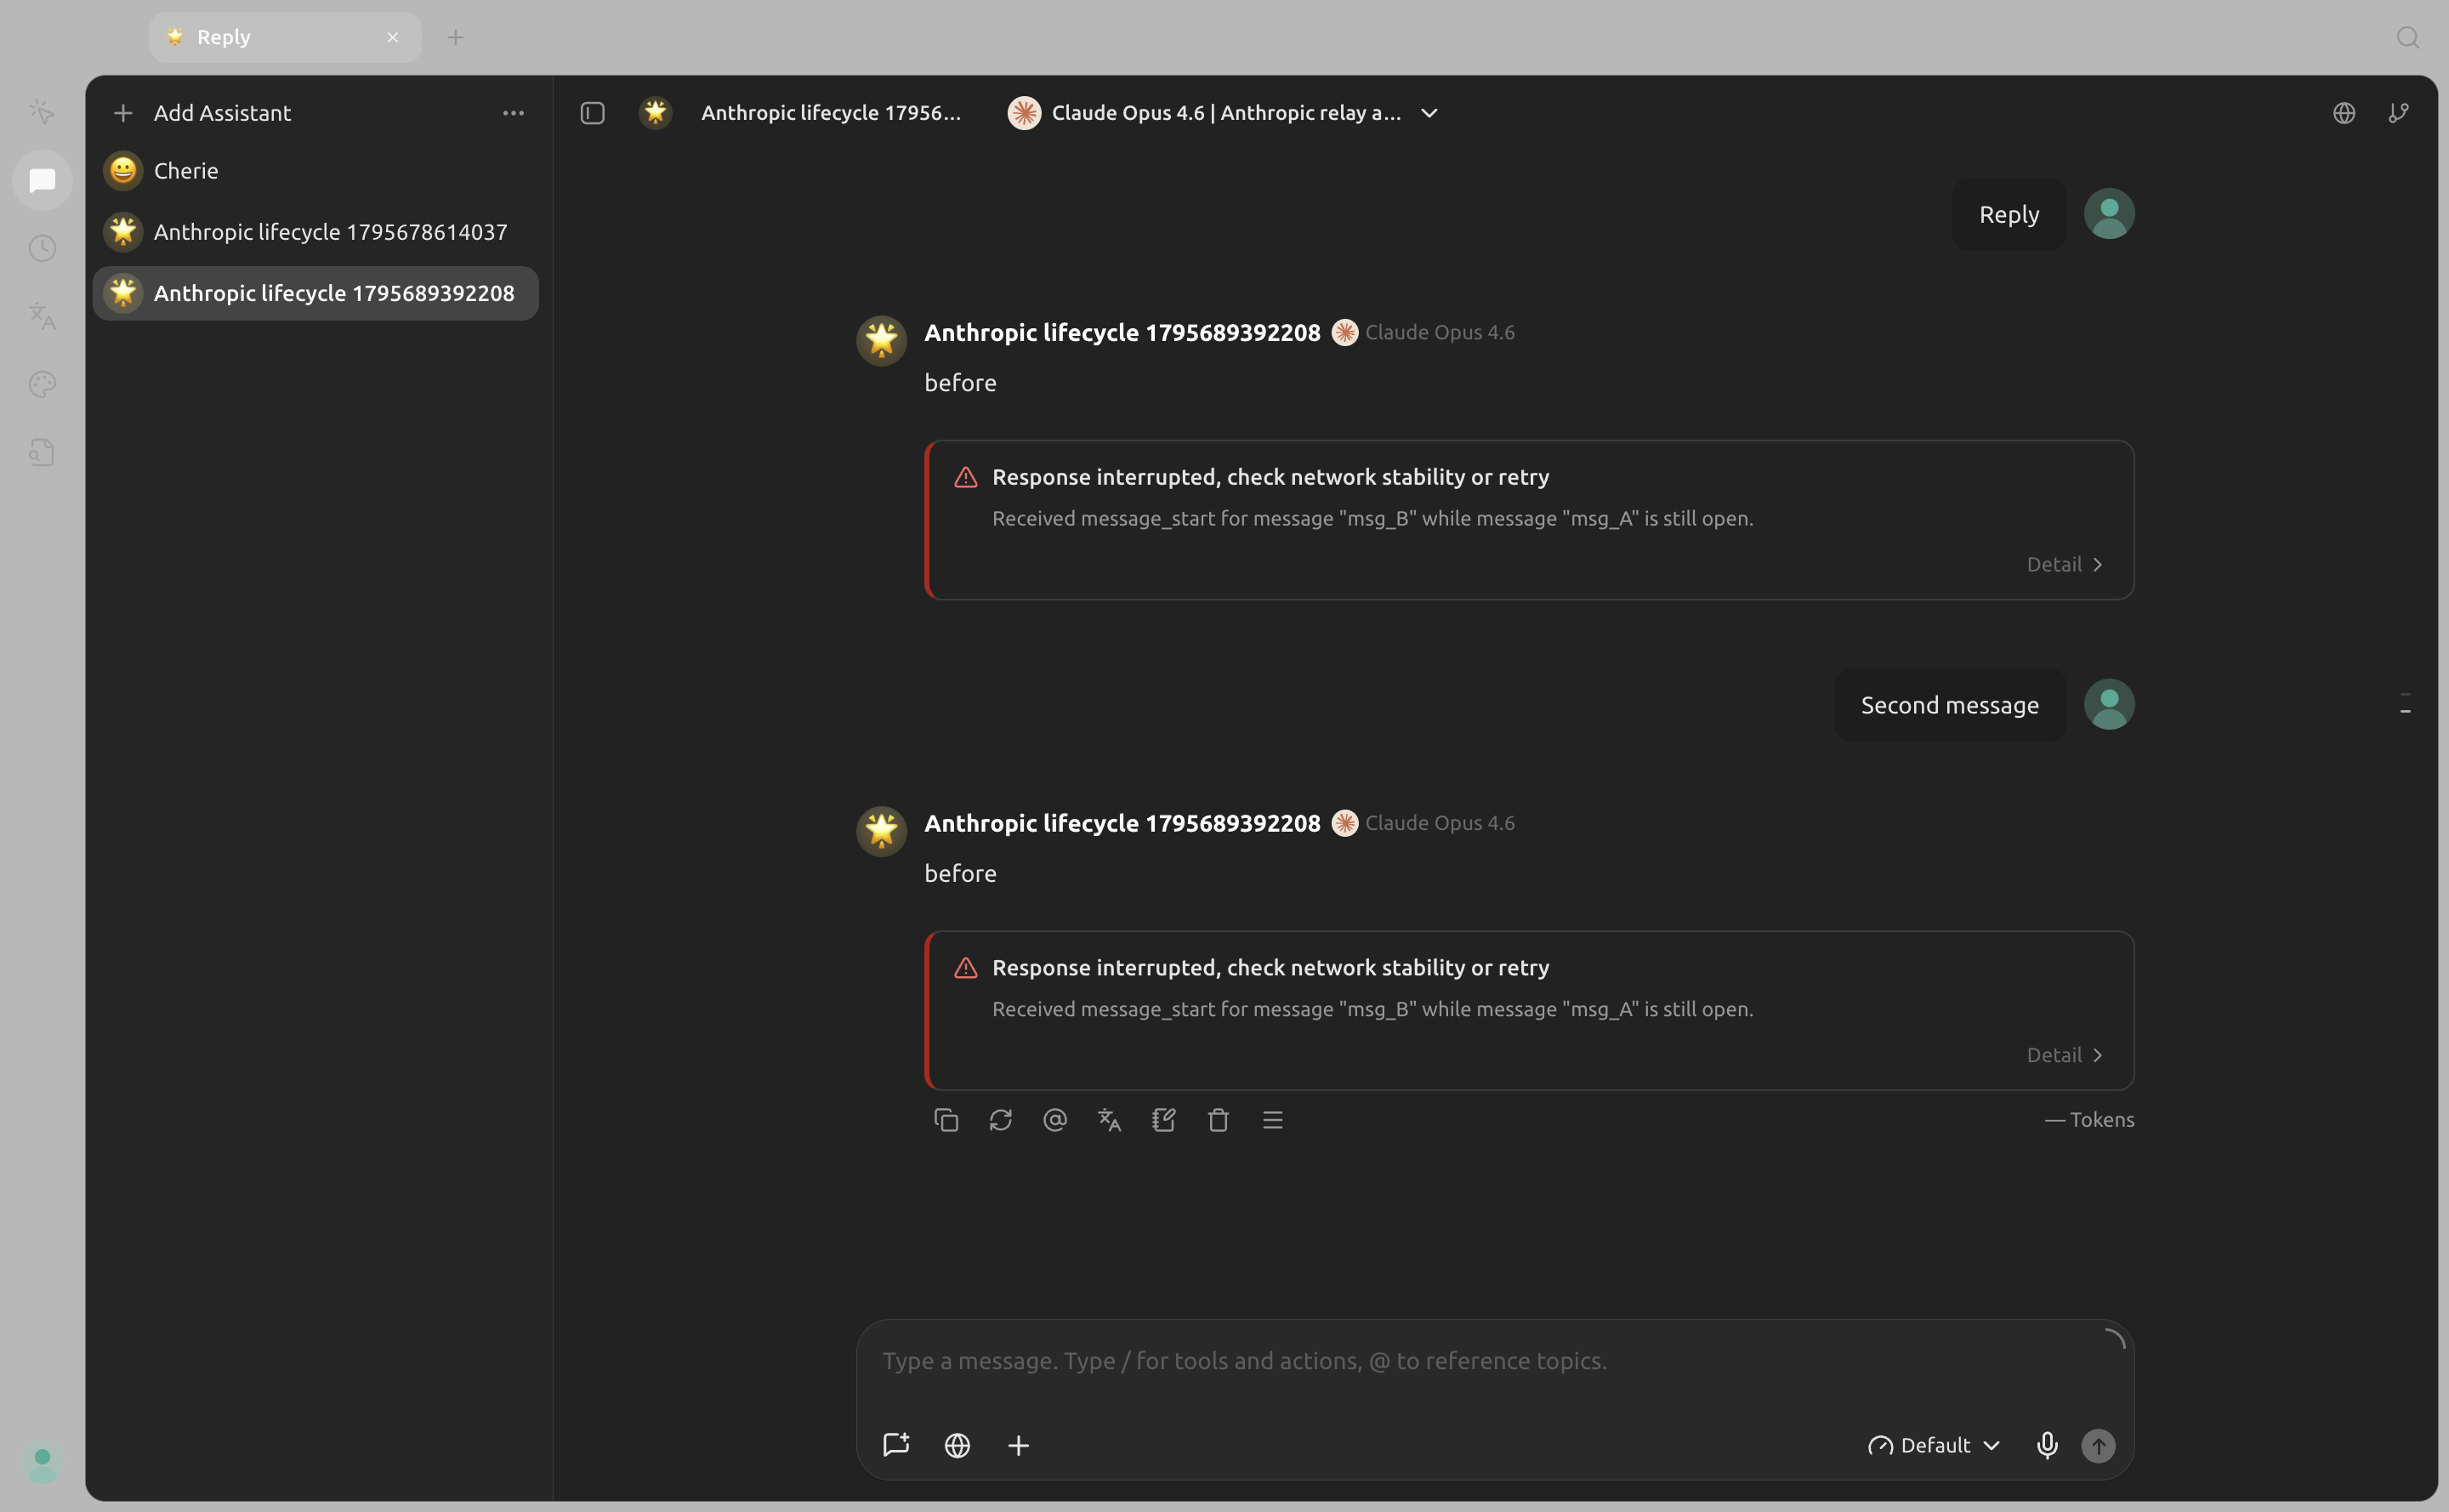 Reply
Add Assistant
Cherie
Anthropic lifecycle 1795678614037
Anthropic lifecycle 1795689392208
Anthropic lifecycle 17956...
Claude Opus 4.6 | Anthropic relay a...
Reply
Anthropic lifecycle 1795689392208 Claude Opus 4.6
before
Response interrupted, check network stability or retry
Received message_start for message "msg_B" while message "msg_A" is still open.
Detail
Second message
Anthropic lifecycle 1795689392208 Claude Opus 4.6
before
Response interrupted, check network stability or retry
Received message_start for message "msg_B" while message "msg_A" is still open.
Detail
— Tokens
Type a message. Type / for tools and actions, @ to reference topics.
Default